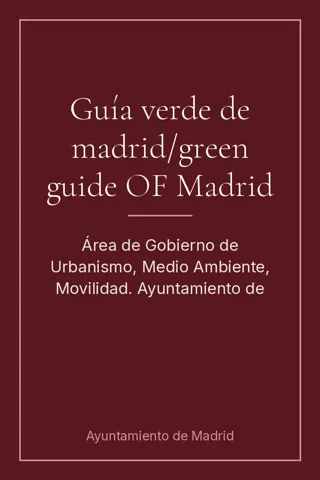 Guía verde de
madrid/green
guide OF Madrid
Área de Gobierno de
Urbanismo, Medio Ambiente,
Movilidad. Ayuntamiento de
Ayuntamiento de Madrid